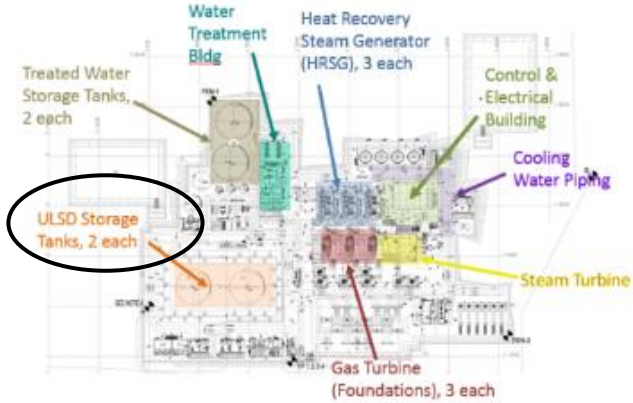 Water
Treatment
Bldg
Heat Recovery
Steam Generator
(HRSG), 3 each
Treated Water
Storage Tanks,
2 each
Control &
Electrical
Building
Cooling
Water Piping
ULSD Storage
Tanks, 2 each
Steam Turbine
Gas Turbine
(Foundations), 3 each